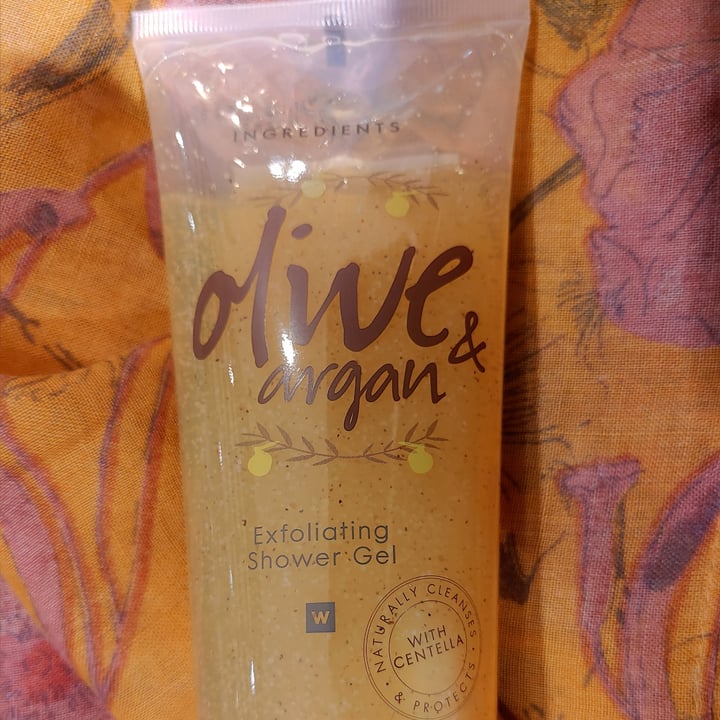 INGREDIENTS
olive
& argan
Exfoliating
Shower Gel
W
NATURALLY CLEANSES
WITH
CENTELLA
& PROTECTS